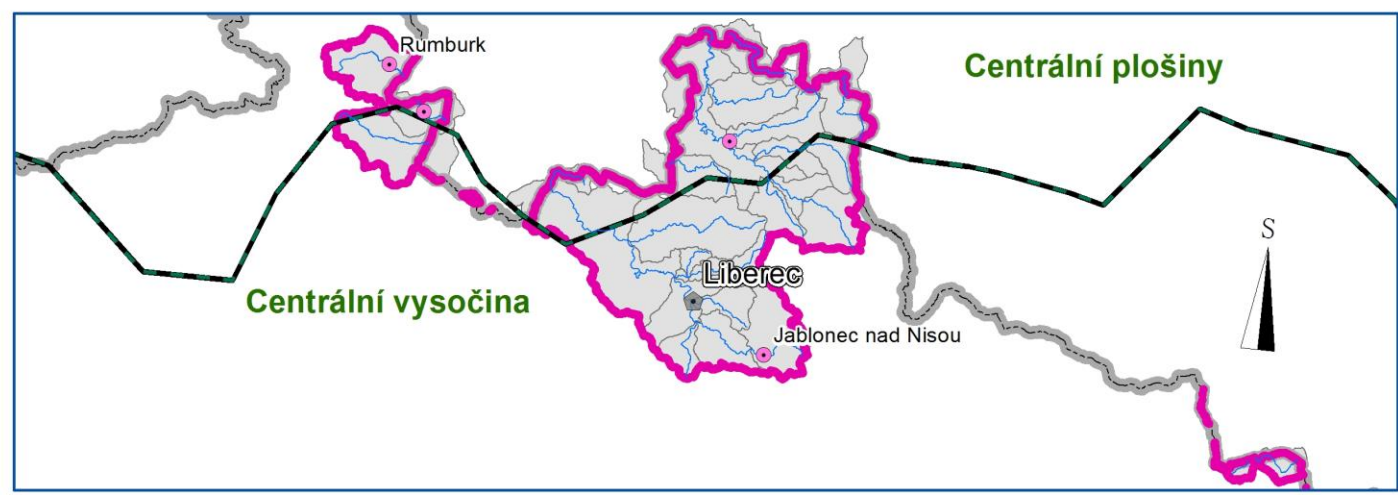 Rumburk
Centrální plošiny
S
Centrální vysočina
Liberec
Jablonec nad Nisou